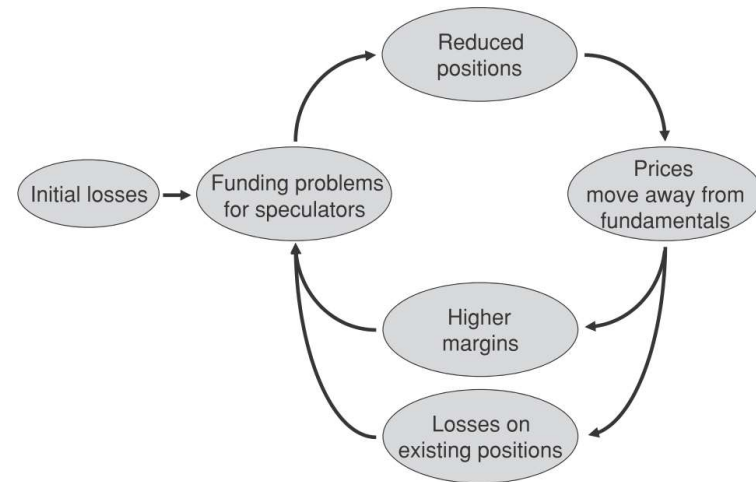 Reduced
positions
Initial losses
Funding problems
for speculators
Prices
move away from
fundamentals
Higher
margins
Losses on
existing positions